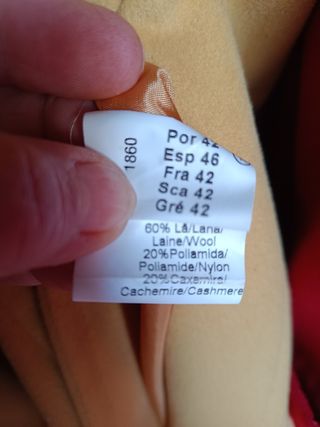 1860
Por 42
Esp 46
Fra 42
Sca 42
Gré 42
60% Lã/Lana/
Laine/Wool
20%Poliamida/
Poliamide/Nylon
20%Caxemira/
Cachemire/Cashmere